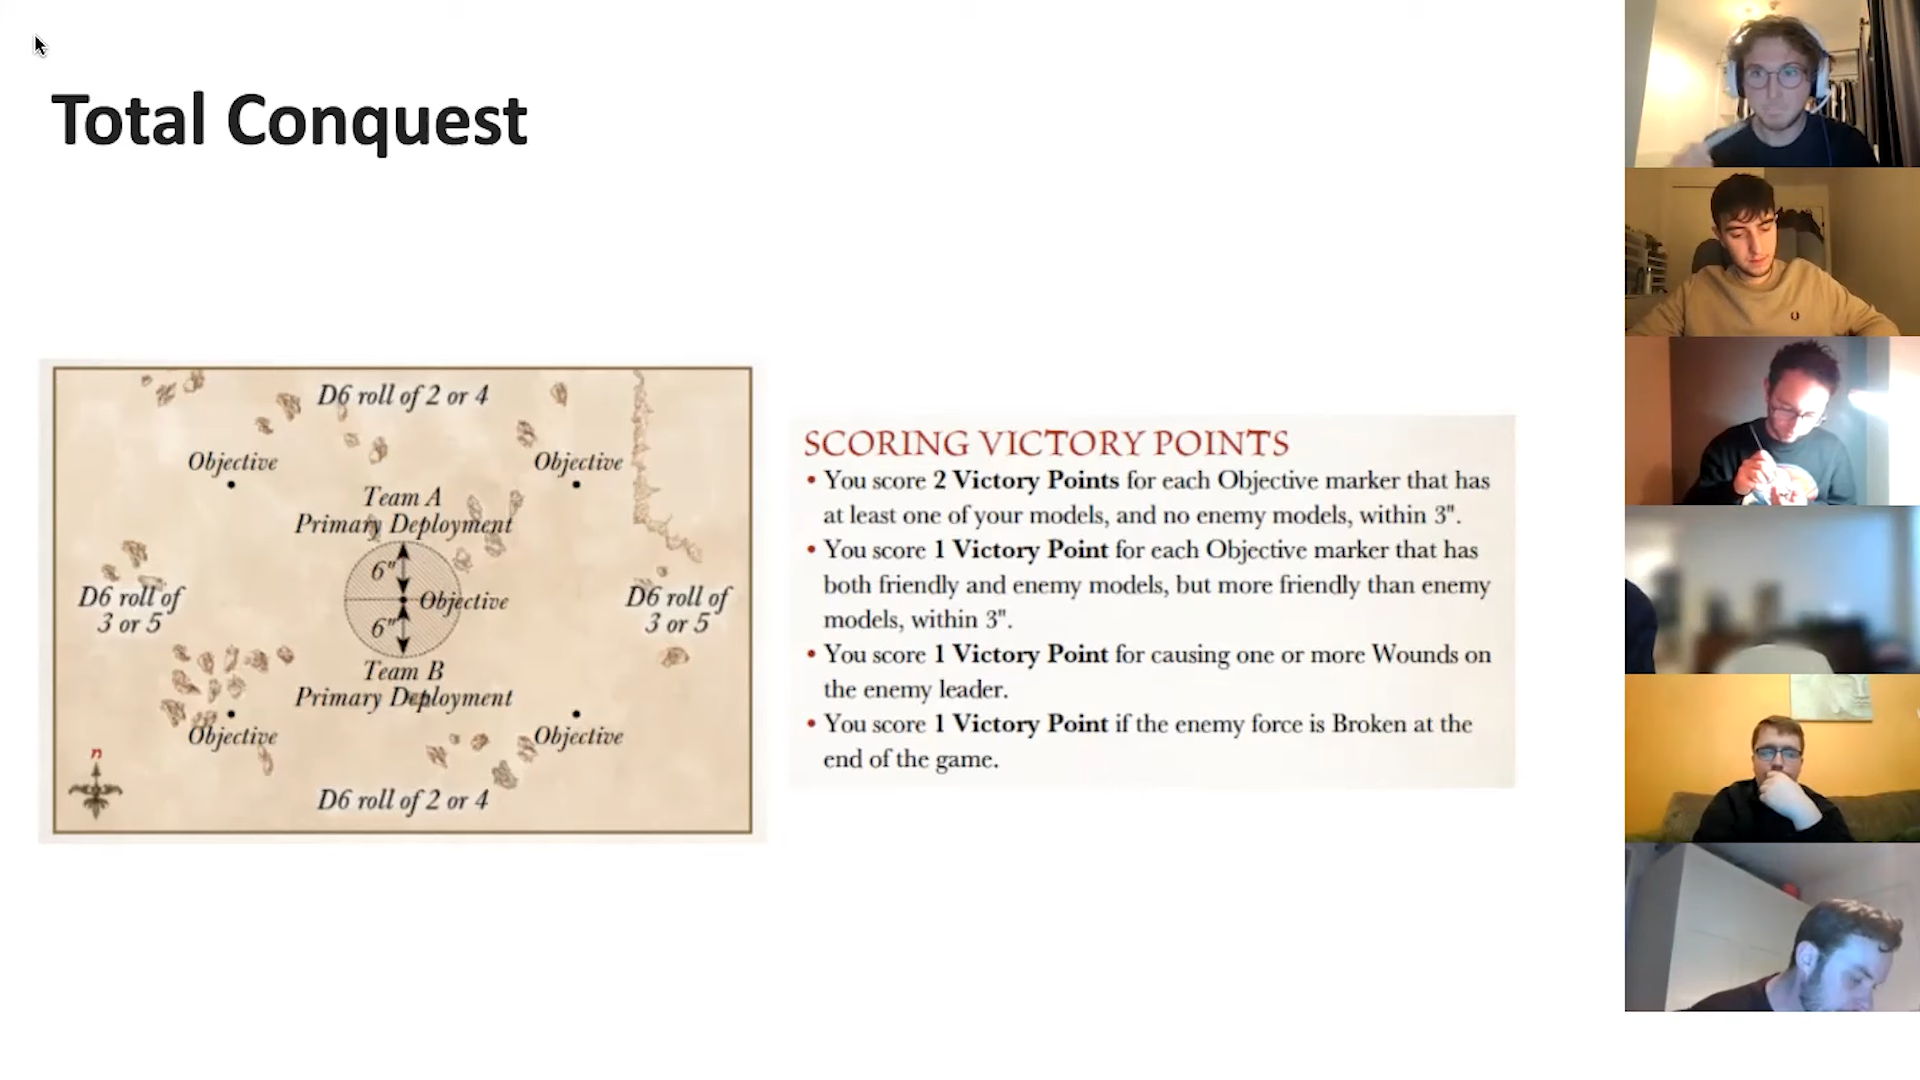 Total Conquest
D6 roll of 2 or 4
Objective
Objective
Team A
Primary Deployment
6"
D6 roll of
3 or 5
Objective
D6 roll of
3 or 5
6"
Team B
Primary Deployment
Objective
Objective
n
D6 roll of 2 or 4
SCORING VICTORY POINTS
• You score 2 Victory Points for each Objective marker that has
at least one of your models, and no enemy models, within 3".
• You score 1 Victory Point for each Objective marker that has
both friendly and enemy models, but more friendly than enemy
models, within 3".
• You score 1 Victory Point for causing one or more Wounds on
the enemy leader.
• You score 1 Victory Point if the enemy force is Broken at the
end of the game.